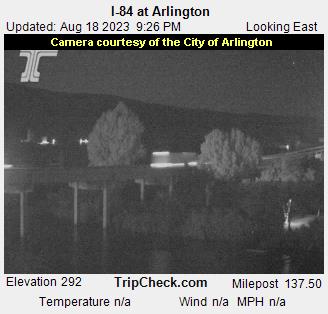 I-84 at Arlington
Updated: Aug 18 2023 9:26 PM Looking East
Camera courtesy of the City of Arlington
Elevation 292 TripCheck.com Milepost 137.50
Temperature n/a Wind n/a MPH n/a